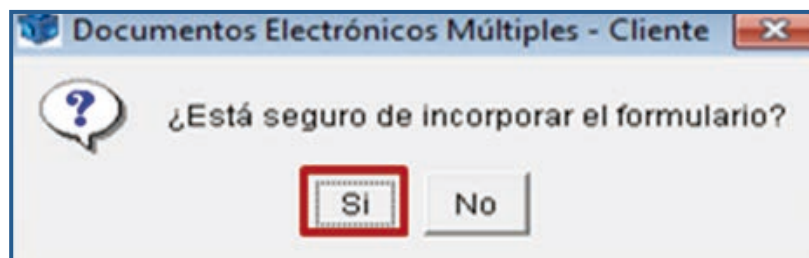 Documentos Electrónicos Múltiples - Cliente
¿Está seguro de incorporar el formulario?
Si No